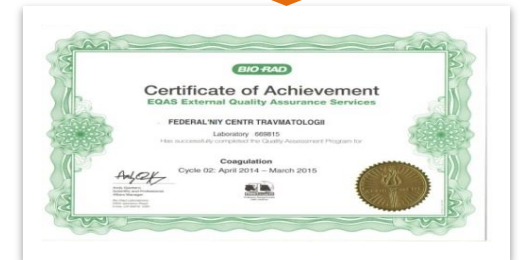 BIO-RAD
Certificate of Achievement
EQAS External Quality Assurance Services
FEDERAL'NIY CENTR TRAVMATOLOGII
Laboratory 669815
Has successfully completed the Quality Assessment Program for
Coagulation
Cycle 02: April 2014 – March 2015